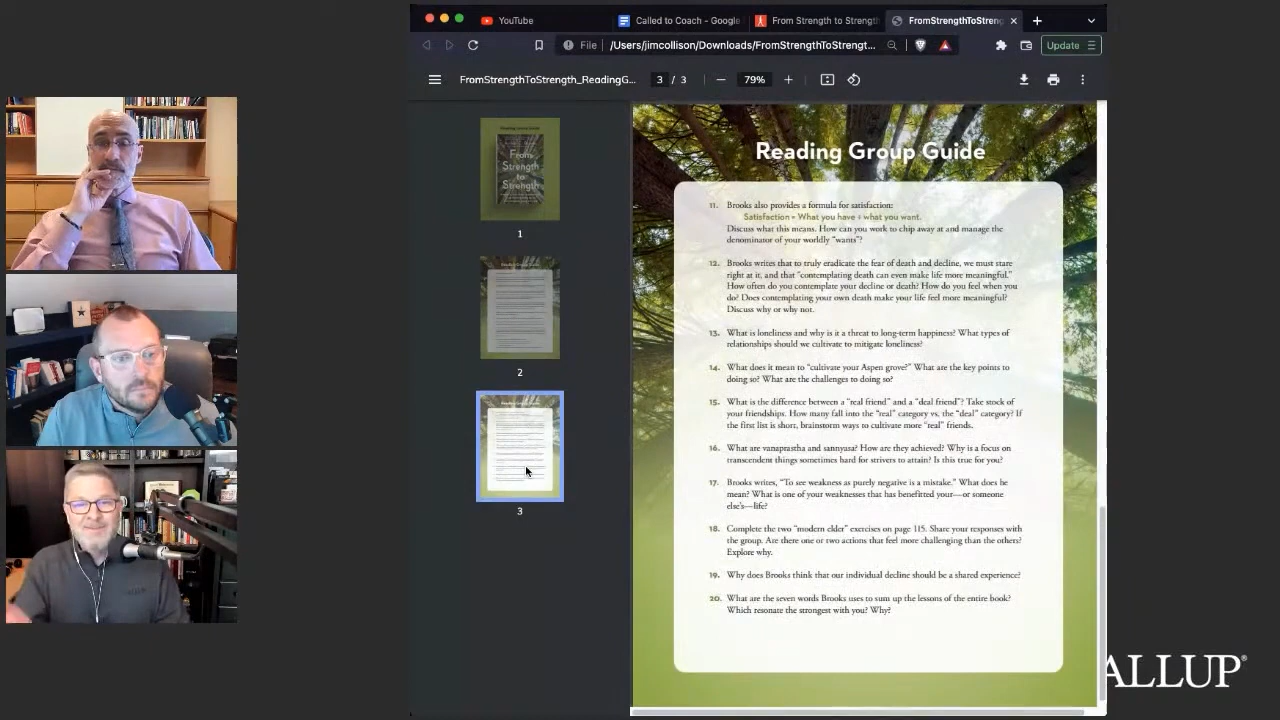 YouTube
Called to Coach - Google
From Strength to Strength
FromStrengthToStreng
File
/Users/jimcollison/Downloads/FromStrengthToStrengt...
Update
FromStrengthToStrength_ReadingG...
3 / 3
79%
From
Strength
to
Strength
1
2
3
Reading Group Guide
11. Brooks also provides a formula for satisfaction:
Satisfaction = What you have ÷ what you want.
Discuss what this means. How can you work to chip away at and manage the
denominator of your worldly “wants”?
12. Brooks writes that to truly eradicate the fear of death and decline, we must stare
right at it, and that “contemplating death can even make life more meaningful.”
How often do you contemplate your decline or death? How do you feel when you
do? Does contemplating your own death make your life feel more meaningful?
Discuss why or why not.
13. What is loneliness and why is it a threat to long-term happiness? What types of
relationships should we cultivate to mitigate loneliness?
14. What does it mean to “cultivate your Aspen grove?” What are the key points to
doing so? What are the challenges to doing so?
15. What is the difference between a “real friend” and a “deal friend”? Take stock of
your friendships. How many fall into the “real” category vs. the “deal” category? If
the first list is short, brainstorm ways to cultivate more “real” friends.
16. What are vanaprastha and sannyasa? How are they achieved? Why is a focus on
transcendent things sometimes hard for strivers to attain? Is this true for you?
17. Brooks writes, “To see weakness as purely negative is a mistake.” What does he
mean? What is one of your weaknesses that has benefitted your—or someone
else’s—life?
18. Complete the two “modern elder” exercises on page 115. Share your responses with
the group. Are there one or two actions that feel more challenging than the others?
Explore why.
19. Why does Brooks think that our individual decline should be a shared experience?
20. What are the seven words Brooks uses to sum up the lessons of the entire book?
Which resonate the strongest with you? Why?
ALLUP®